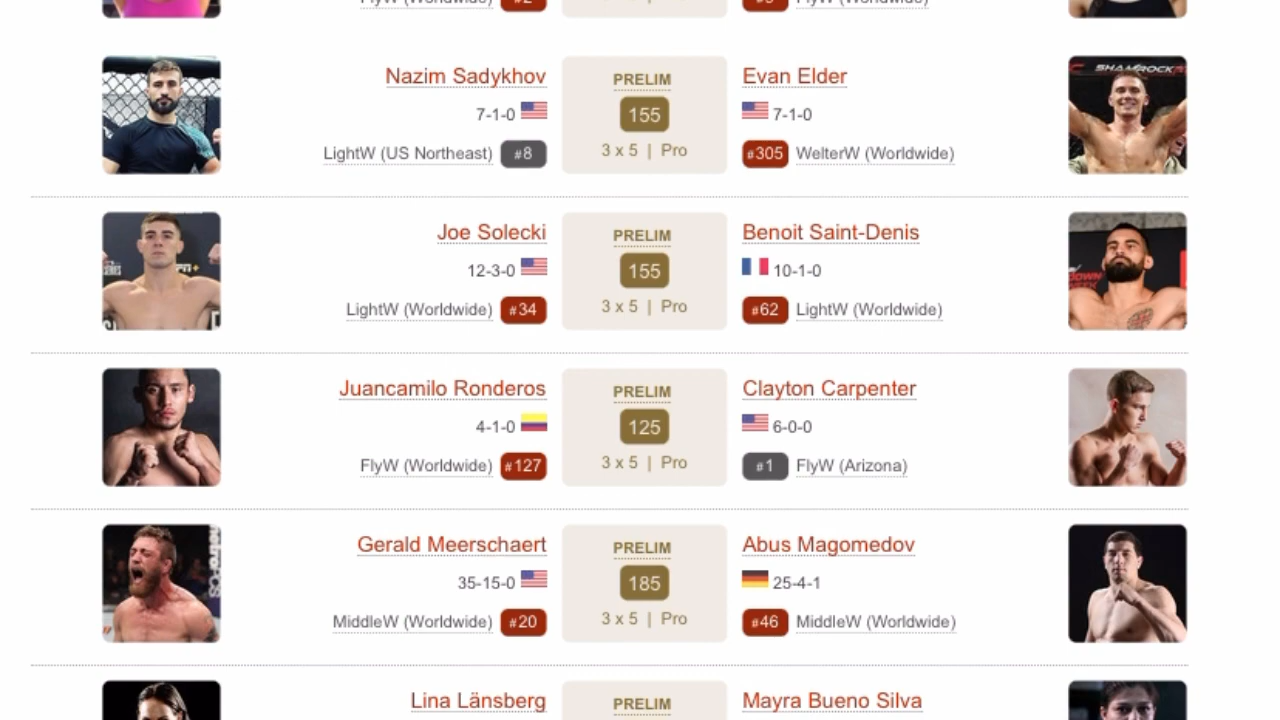 Nazim Sadykhov
PRELIM
Evan Elder
7-1-0
155
7-1-0
LightW (US Northeast) #8
3 x 5 | Pro
#305 WelterW (Worldwide)
Joe Solecki
PRELIM
Benoit Saint-Denis
12-3-0
155
10-1-0
LightW (Worldwide) #34
3 x 5 | Pro
#62 LightW (Worldwide)
Juancamilo Ronderos
PRELIM
Clayton Carpenter
4-1-0
125
6-0-0
FlyW (Worldwide) #127
3 x 5 | Pro
#1 FlyW (Arizona)
Gerald Meerschaert
PRELIM
Abus Magomedov
35-15-0
185
25-4-1
MiddleW (Worldwide) #20
3 x 5 | Pro
#46 MiddleW (Worldwide)
Lina Länsberg
PRELIM
Mayra Bueno Silva